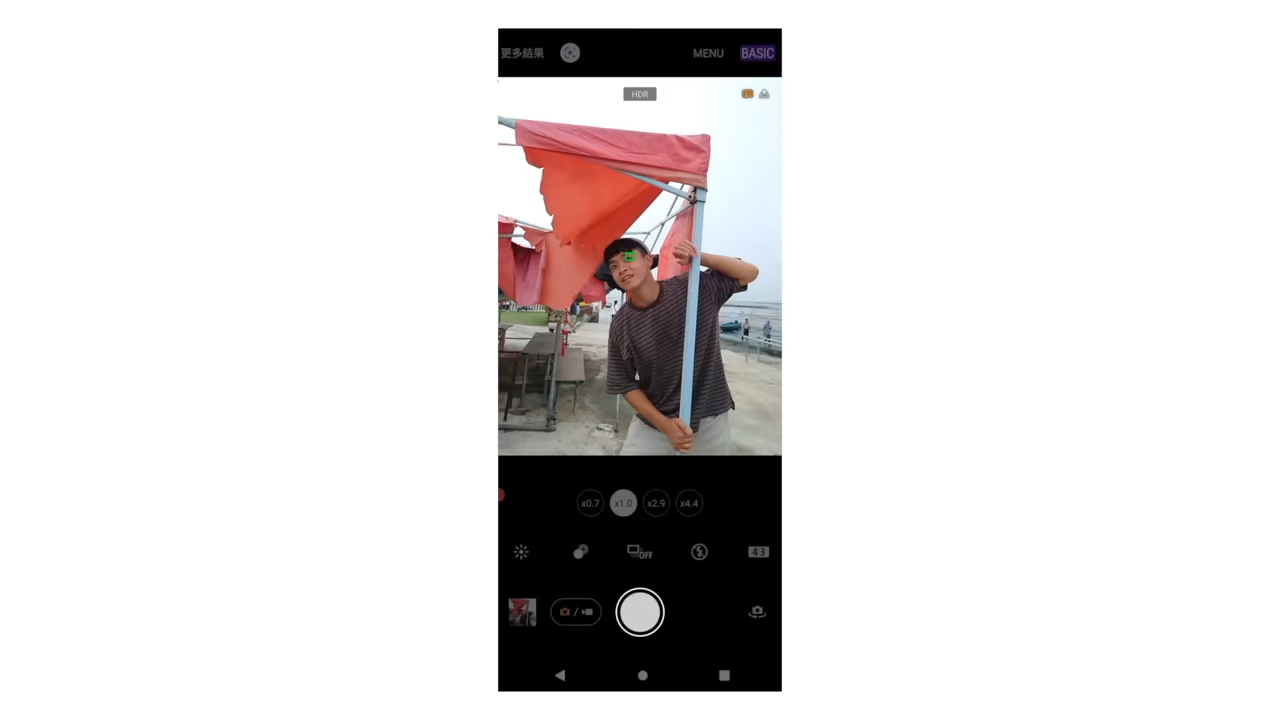 更多結果
MENU BASIC
HDR
x0.7 x1.0 x2.9 x4.4
OFF
4:3
/